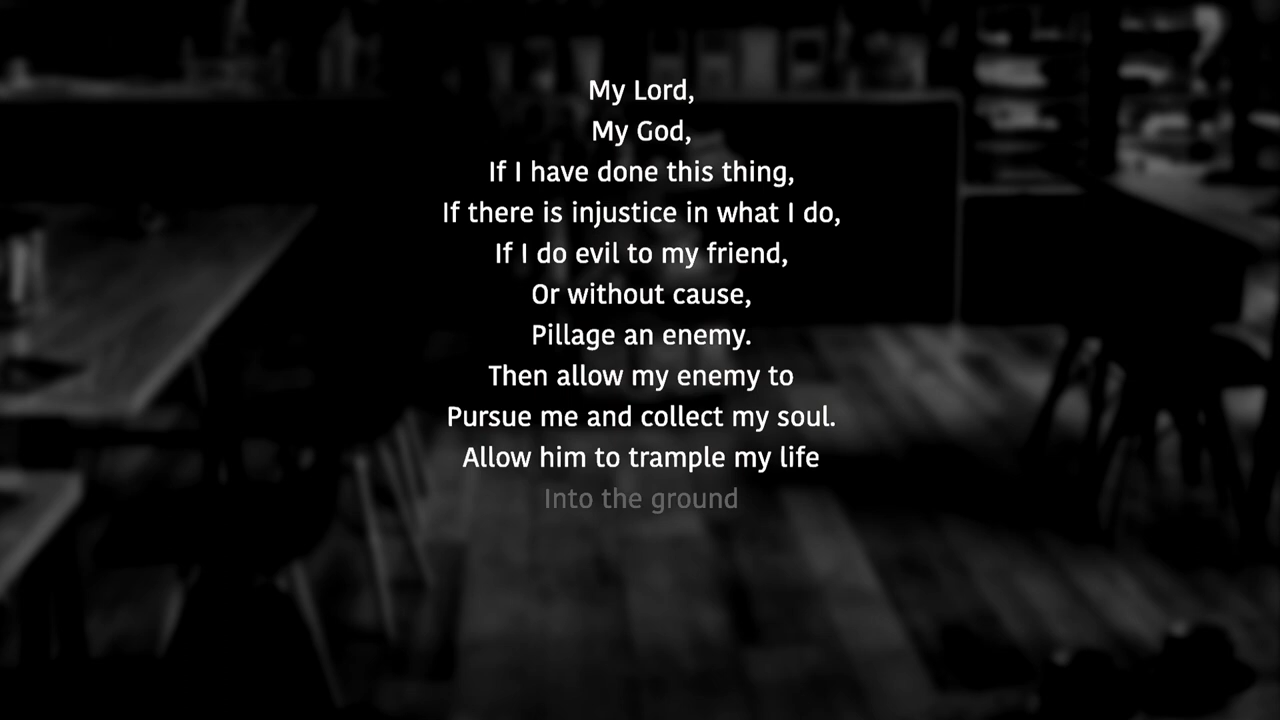 My Lord,
My God,
If I have done this thing,
If there is injustice in what I do,
If I do evil to my friend,
Or without cause,
Pillage an enemy.
Then allow my enemy to
Pursue me and collect my soul.
Allow him to trample my life
Into the ground